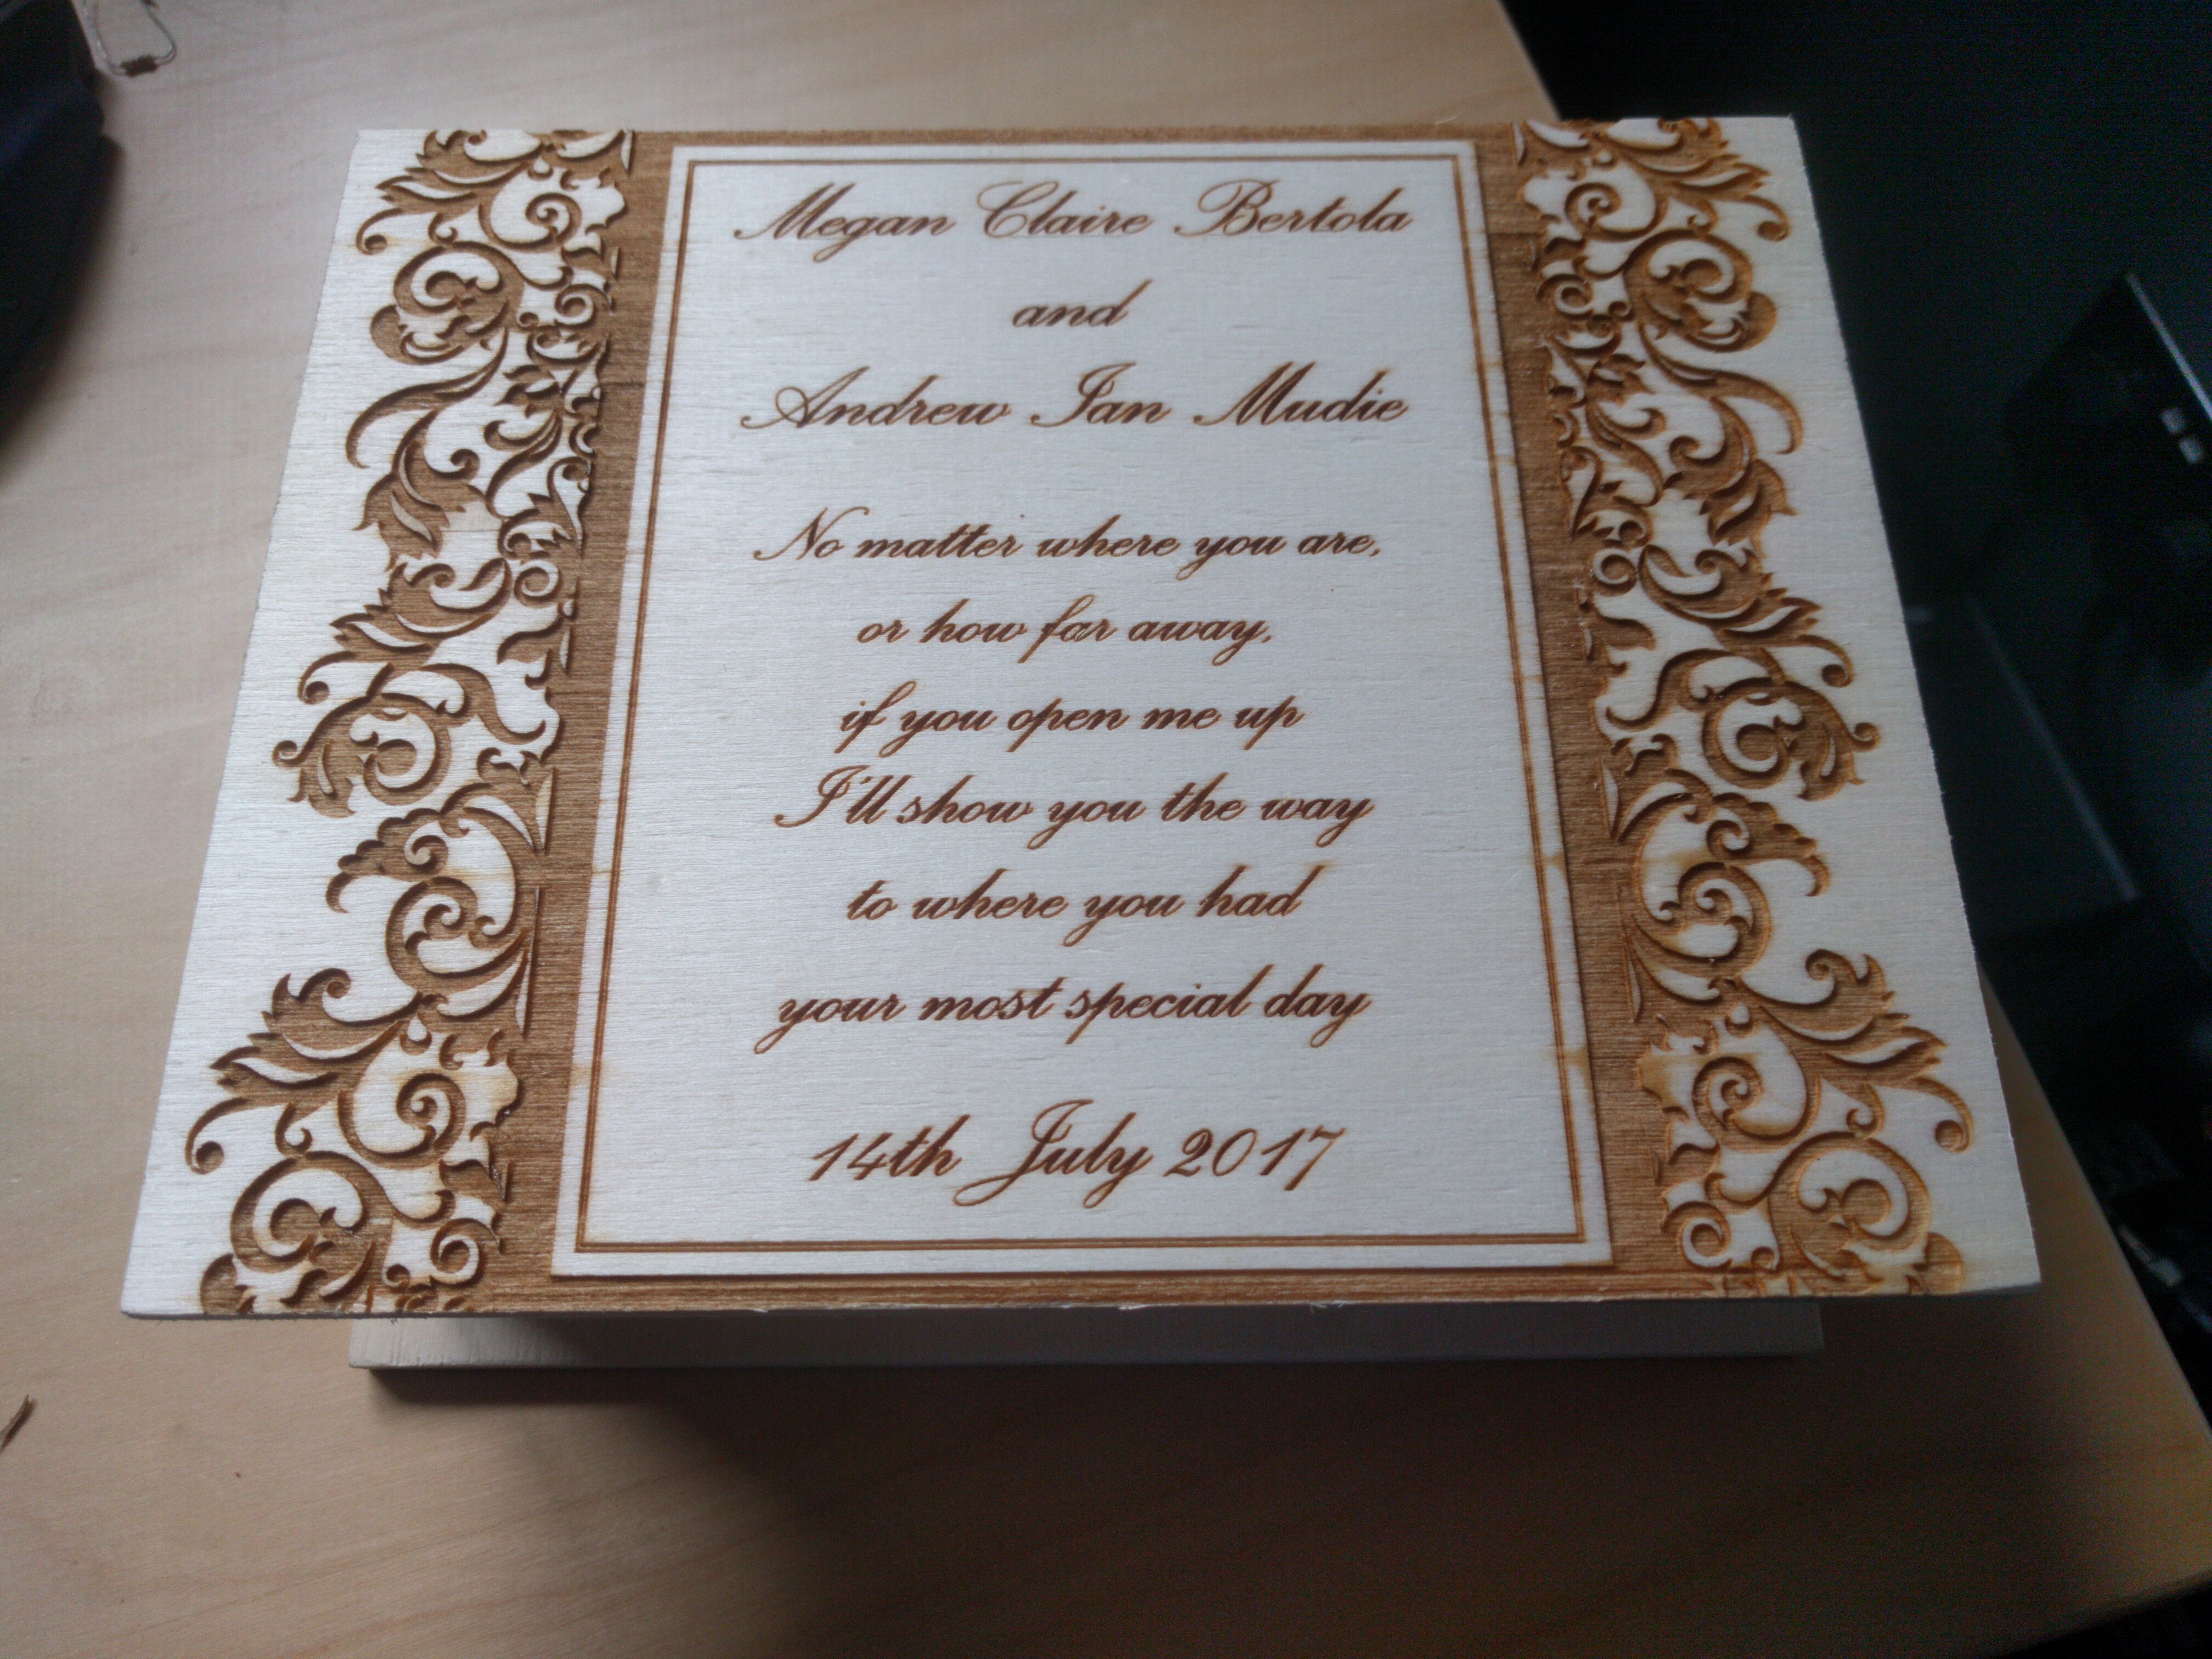 Megan Claire Bertola
and
Andrew Ian Mudie
No matter where you are,
or how far away,
if you open me up
I'll show you the way
to where you had
your most special day
14th July 2017